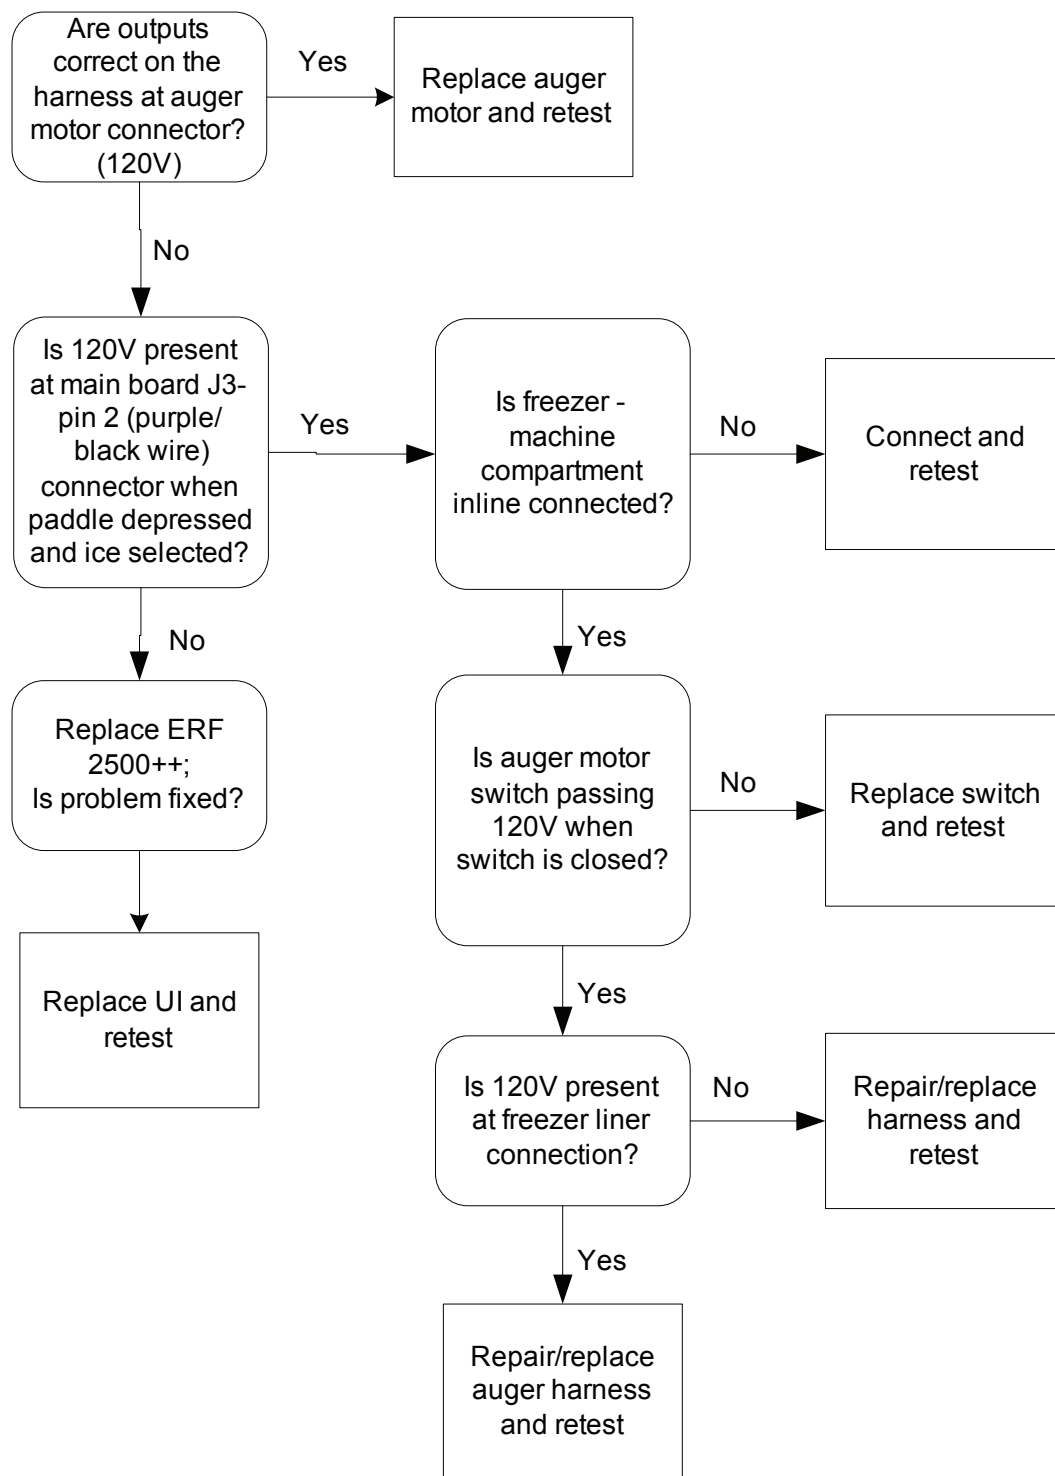 Are outputs
correct on the
harness at auger
motor connector?
(120V)
Yes
Replace auger
motor and retest
No
Is 120V present
at main board J3-
pin 2 (purple/
black wire)
connector when
paddle depressed
and ice selected?
Yes
Is freezer -
machine
compartment
inline connected?
No
Connect and
retest
No
Yes
Replace ERF
2500++;
Is problem fixed?
Is auger motor
switch passing
120V when
switch is closed?
No
Replace switch
and retest
Replace UI and
retest
Yes
Is 120V present
at freezer liner
connection?
No
Repair/replace
harness and
retest
Yes
Repair/replace
auger harness
and retest